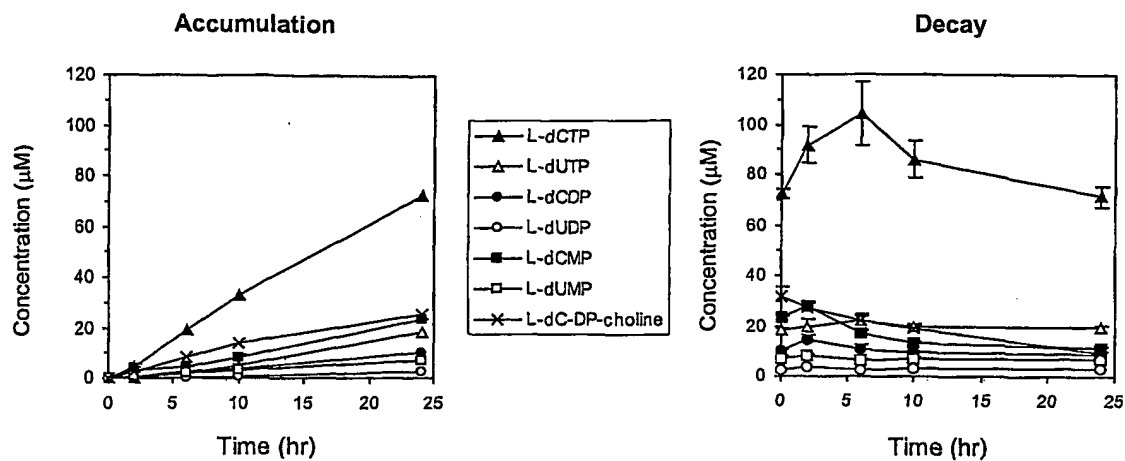 Accumulation
120
100
80
60
40
20
0
Concentration (µM)
0 5 10 15 20 25
Time (hr)
L-dCTP
L-dUTP
L-dCDP
L-dUDP
L-dCMP
L-dUMP
L-dC-DP-choline
Decay
120
100
80
60
40
20
0
Concentration (µM)
0 5 10 15 20 25
Time (hr)